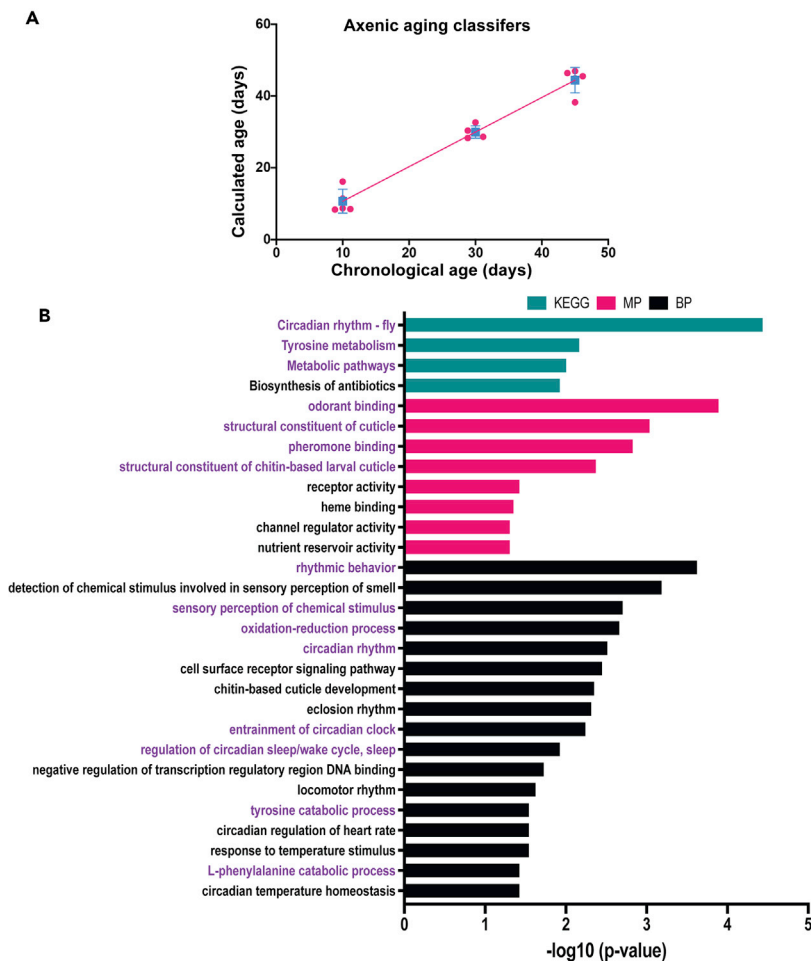 A
Axenic aging classifers
60
40
20
0
Calculated age (days)
0 10 20 30 40 50
Chronological age (days)
B
KEGG MP BP
Circadian rhythm - fly
Tyrosine metabolism
Metabolic pathways
Biosynthesis of antibiotics
odorant binding
structural constituent of cuticle
pheromone binding
structural constituent of chitin-based larval cuticle
receptor activity
heme binding
channel regulator activity
nutrient reservoir activity
rhythmic behavior
detection of chemical stimulus involved in sensory perception of smell
sensory perception of chemical stimulus
oxidation-reduction process
circadian rhythm
cell surface receptor signaling pathway
chitin-based cuticle development
eclosion rhythm
entrainment of circadian clock
regulation of circadian sleep/wake cycle, sleep
negative regulation of transcription regulatory region DNA binding
locomotor rhythm
tyrosine catabolic process
circadian regulation of heart rate
response to temperature stimulus
L-phenylalanine catabolic process
circadian temperature homeostasis
0 1 2 3 4 5
-log10 (p-value)